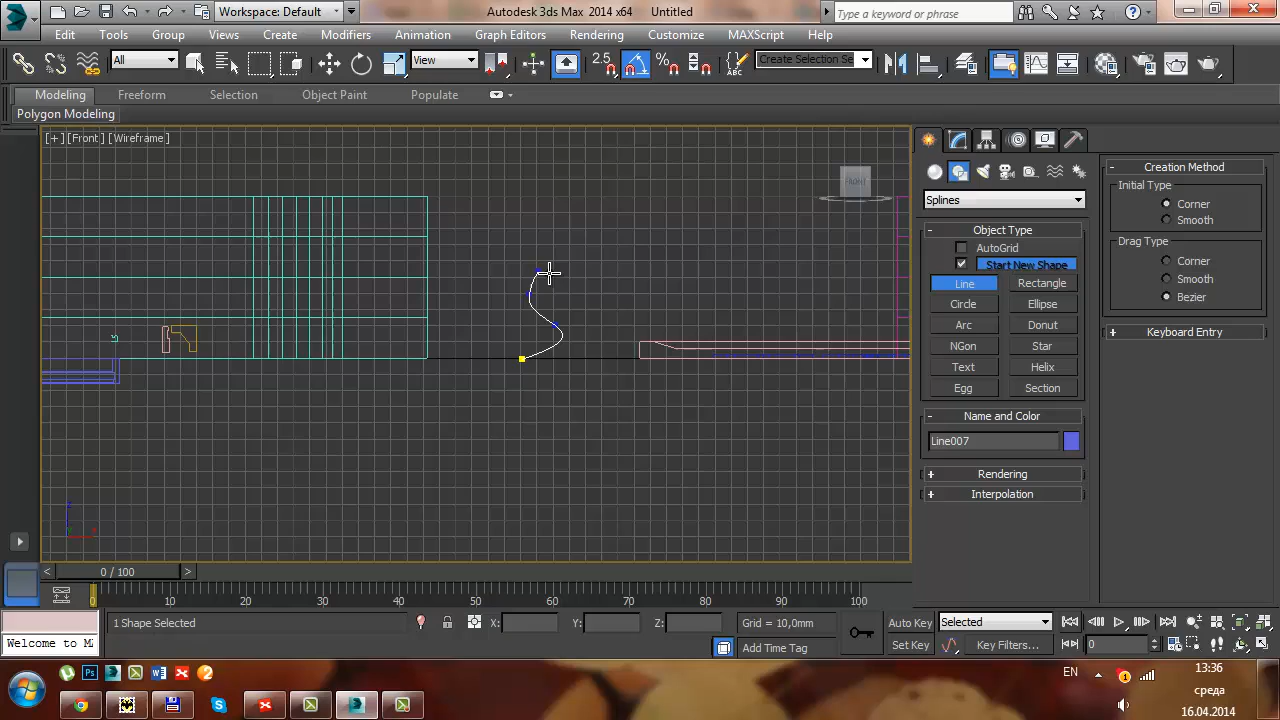 Workspace: Default
Autodesk 3ds Max 2014 x64
Untitled
Type a keyword or phrase
Edit
Tools
Group
Views
Create
Modifiers
Animation
Graph Editors
Rendering
Customize
MAXScript
Help
All
View
2.5
Create Selection Se
Modeling
Freeform
Selection
Object Paint
Populate
Polygon Modeling
[+][Front][Wireframe]
FRONT
Splines
Object Type
AutoGrid
Start New Shape
Line
Rectangle
Circle
Ellipse
Arc
Donut
NGon
Star
Text
Helix
Egg
Section
Name and Color
Line007
Rendering
Interpolation
Creation Method
Initial Type
Corner
Smooth
Drag Type
Corner
Smooth
Bezier
Keyboard Entry
0 / 100
0 10 20 30 40 50 60 70 80 90 100
1 Shape Selected
X:
Y:
Z:
Grid = 10,0mm
Auto Key
Selected
Welcome to M
Add Time Tag
Set Key
Key Filters...
0
EN
13:36
среда
16.04.2014